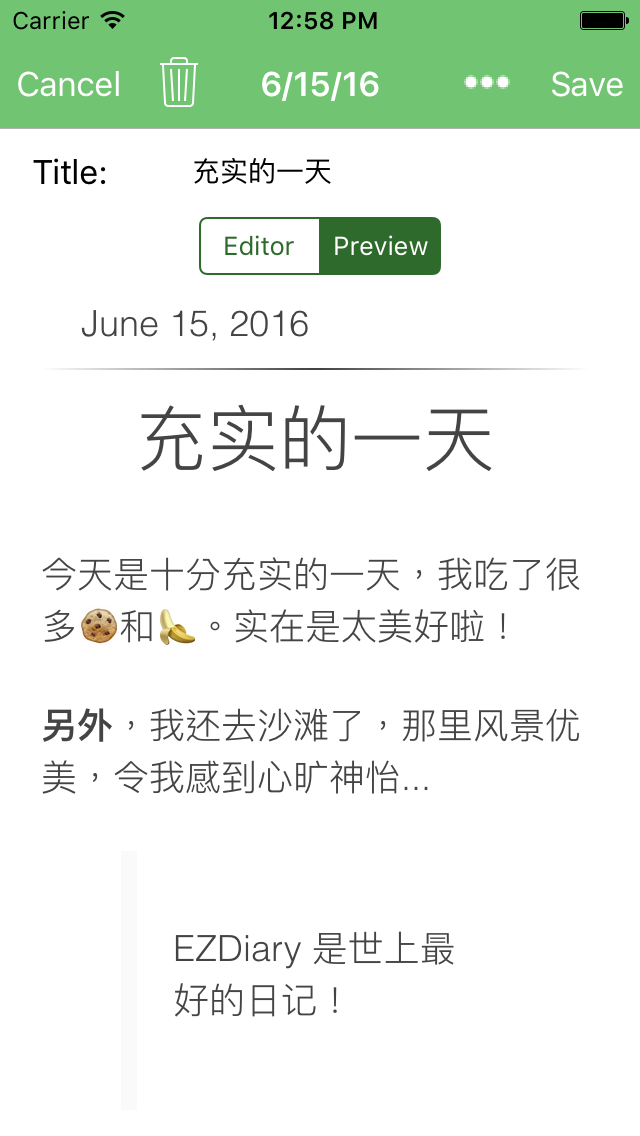 Carrier 12:58 PM
Cancel 6/15/16 ••• Save
Title: 充实的一天
Editor Preview
June 15, 2016
充实的一天
今天是十分充实的一天，我吃了很
多🍪和🍌。实在是太美好啦！
另外，我还去沙滩了，那里风景优
美，令我感到心旷神怡...
EZDiary 是世上最
好的日记！